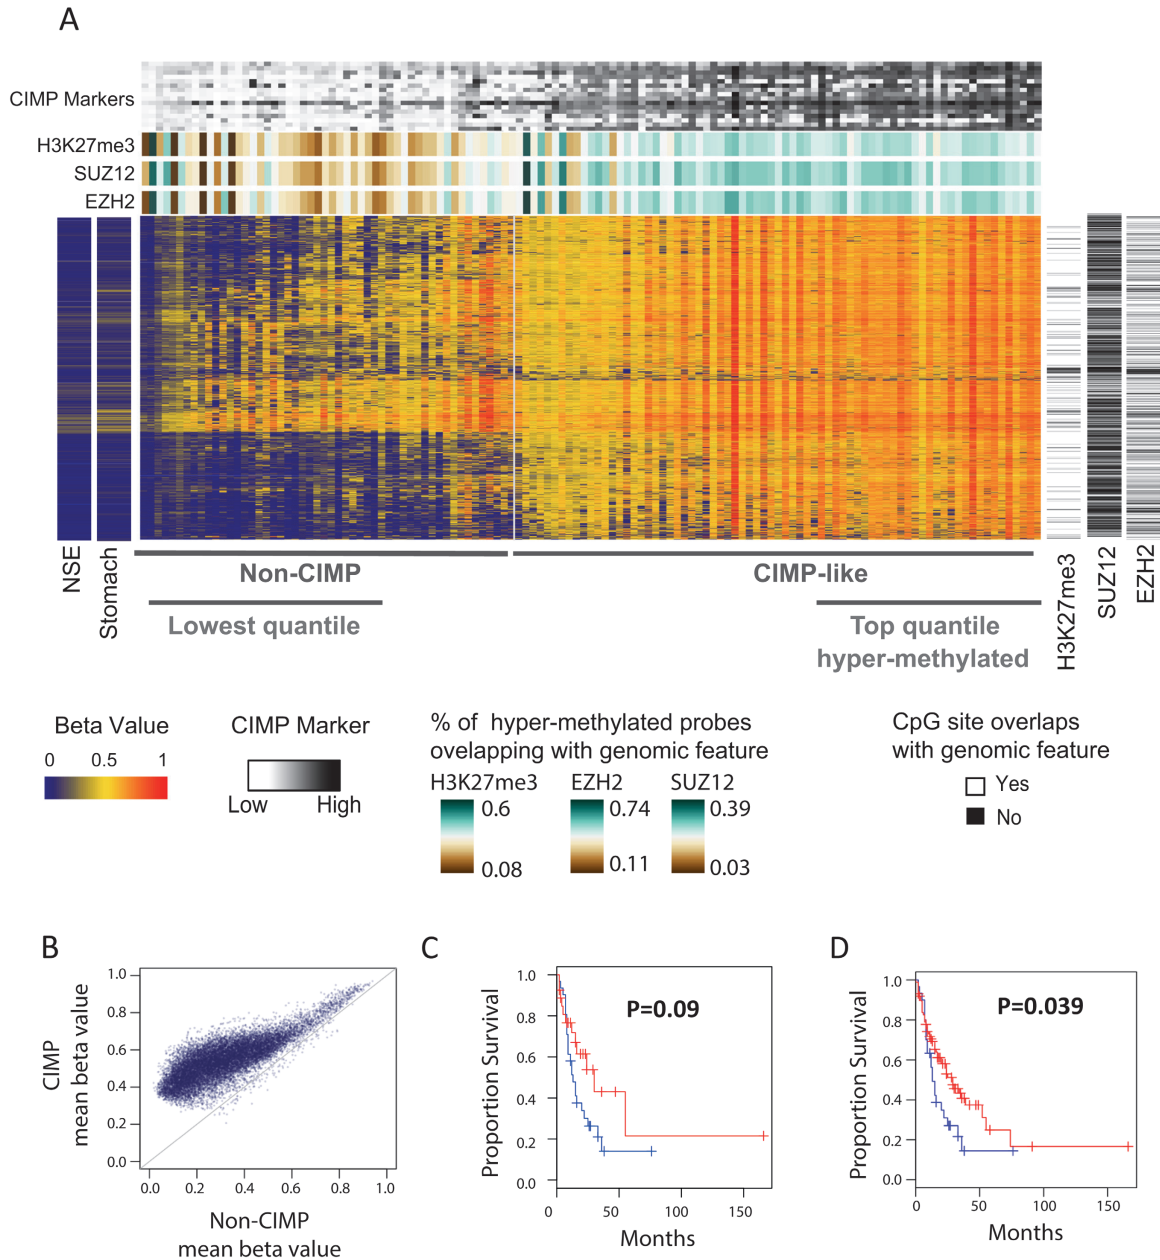 A
CIMP Markers
H3K27me3
SUZ12
EZH2
NSE
Stomach
Non-CIMP
CIMP-like
Lowest quantile
Top quantile
hyper-methylated
H3K27me3
SUZ12
EZH2
Beta Value
0 0.5 1
CIMP Marker
Low High
% of hyper-methylated probes
ovelapping with genomic feature
H3K27me3 EZH2 SUZ12
0.6 0.74 0.39
0.08 0.11 0.03
CpG site overlaps
with genomic feature
Yes
No
B
CIMP
mean beta value
1.0
0.8
0.6
0.4
0.2
0.0
0.0 0.2 0.4 0.6 0.8 1.0
Non-CIMP
mean beta value
C
Proportion Survival
1.0
0.8
0.6
0.4
0.2
0.0
P=0.09
0 50 100 150
Months
D
Proportion Survival
1.0
0.8
0.6
0.4
0.2
0.0
P=0.039
0 50 100 150
Months